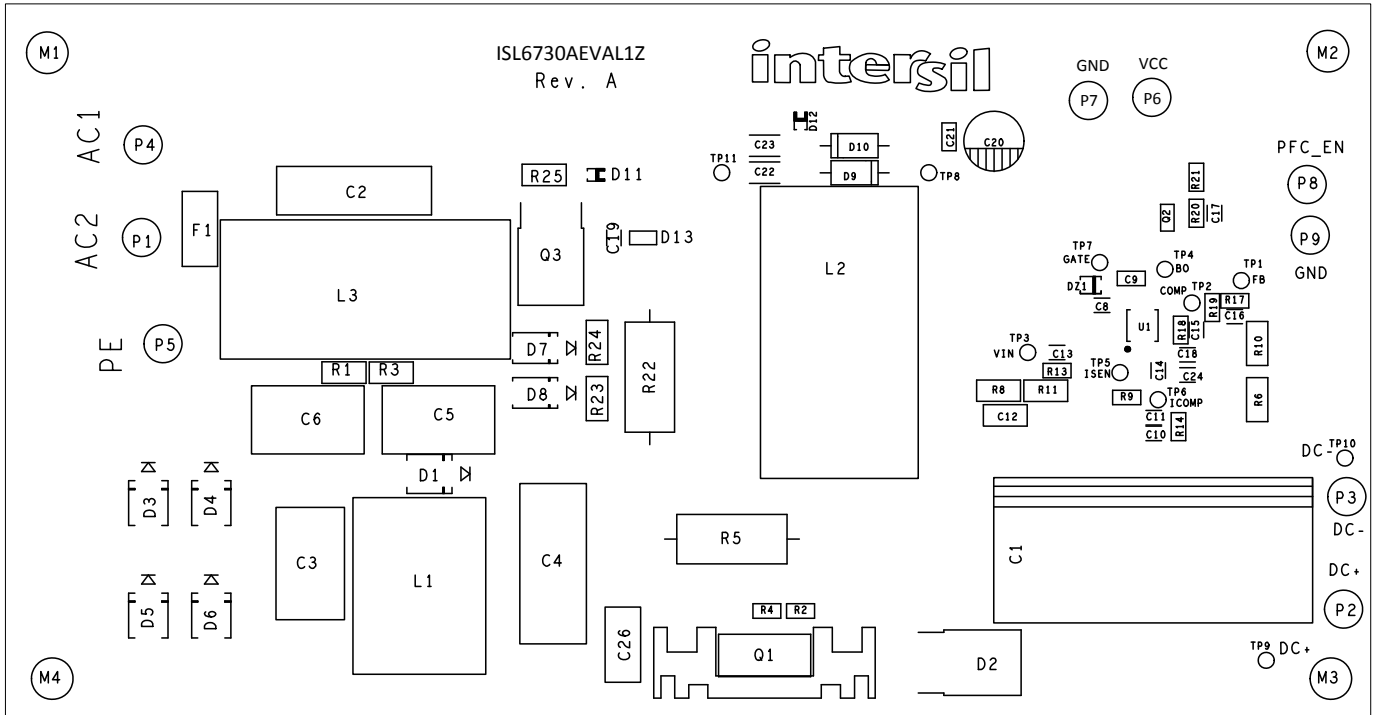 M1
ISL6730AEVAL1Z
Rev. A
intersil
M2
GND
VCC
P7
P6
AC1
P4
D12
C21
C20
C23
D10
TP11
C22
D9
TP8
PFC_EN
P8
R21
C2
R25
D11
AC2
P1
F1
Q3
C19
D13
Q2
R20
C17
P9
GND
L3
L2
TP7
GATE
TP4
BO
TP1
FB
DZ1
C9
COMP
TP2
C8
R19
R17
C16
U1
R18
C15
R10
PE
P5
D7
R24
R22
TP3
VIN
C13
C18
R1
R3
R13
TP5
ISEN
C14
C24
D8
R23
R8
R11
R9
TP6
ICOMP
R6
C6
C5
C12
C11
C10
R14
DC-
TP10
D1
D3
D4
P3
DC-
C3
L1
C4
R5
C1
DC+
D5
D6
P2
R4
R2
C26
Q1
D2
TP9
DC+
M4
M3